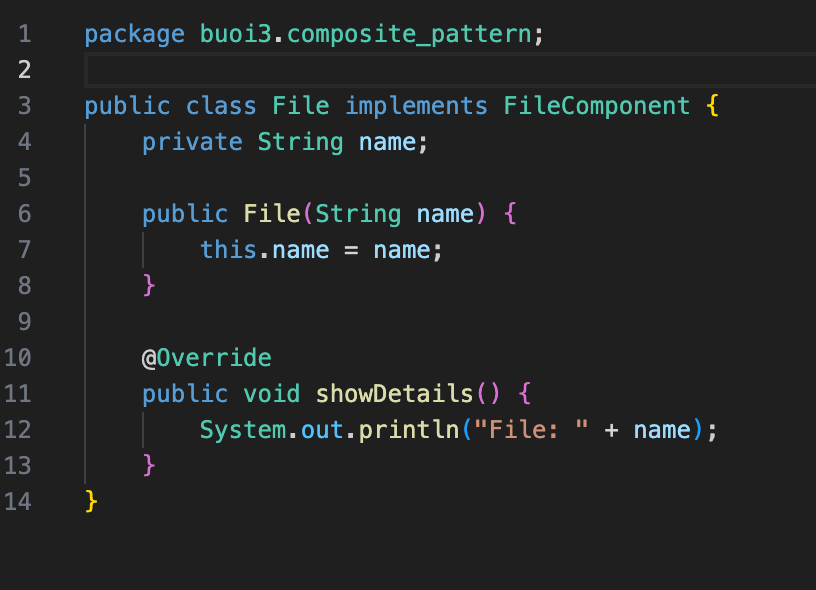 1 package buoi3.composite_pattern;
2
3 public class File implements FileComponent {
4     private String name;
5
6     public File(String name) {
7         this.name = name;
8     }
9
10     @Override
11     public void showDetails() {
12         System.out.println("File: " + name);
13     }
14 }